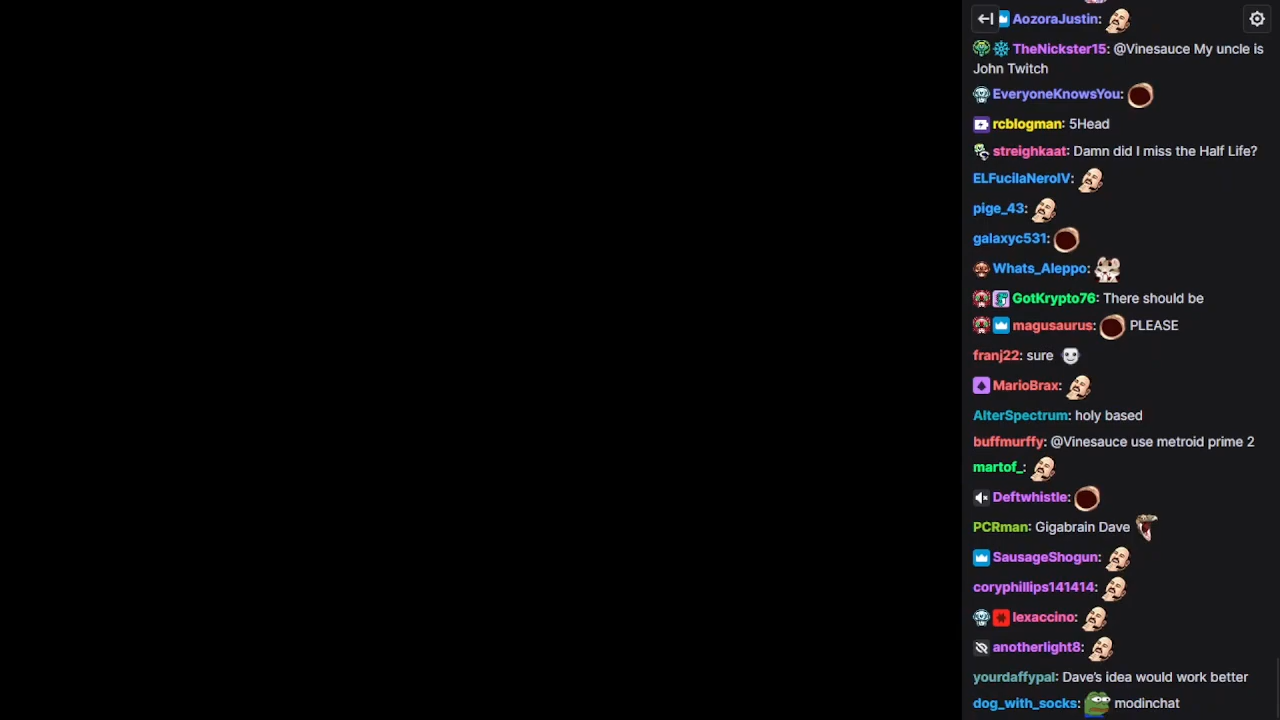 AozoraJustin:
TheNickster15: @Vinesauce My uncle is
John Twitch
EveryoneKnowsYou:
rcblogman: 5Head
streighkaat: Damn did I miss the Half Life?
ELFucilaNeroIV:
pige_43:
galaxyc531:
Whats_Aleppo:
GotKrypto76: There should be
magusaurus: PLEASE
franj22: sure
MarioBrax:
AlterSpectrum: holy based
buffmurffy: @Vinesauce use metroid prime 2
martof_:
Deftwhistle:
PCRman: Gigabrain Dave
SausageShogun:
coryphillips141414:
lexaccino:
anotherlight8:
yourdaffypal: Dave's idea would work better
dog_with_socks: modinchat